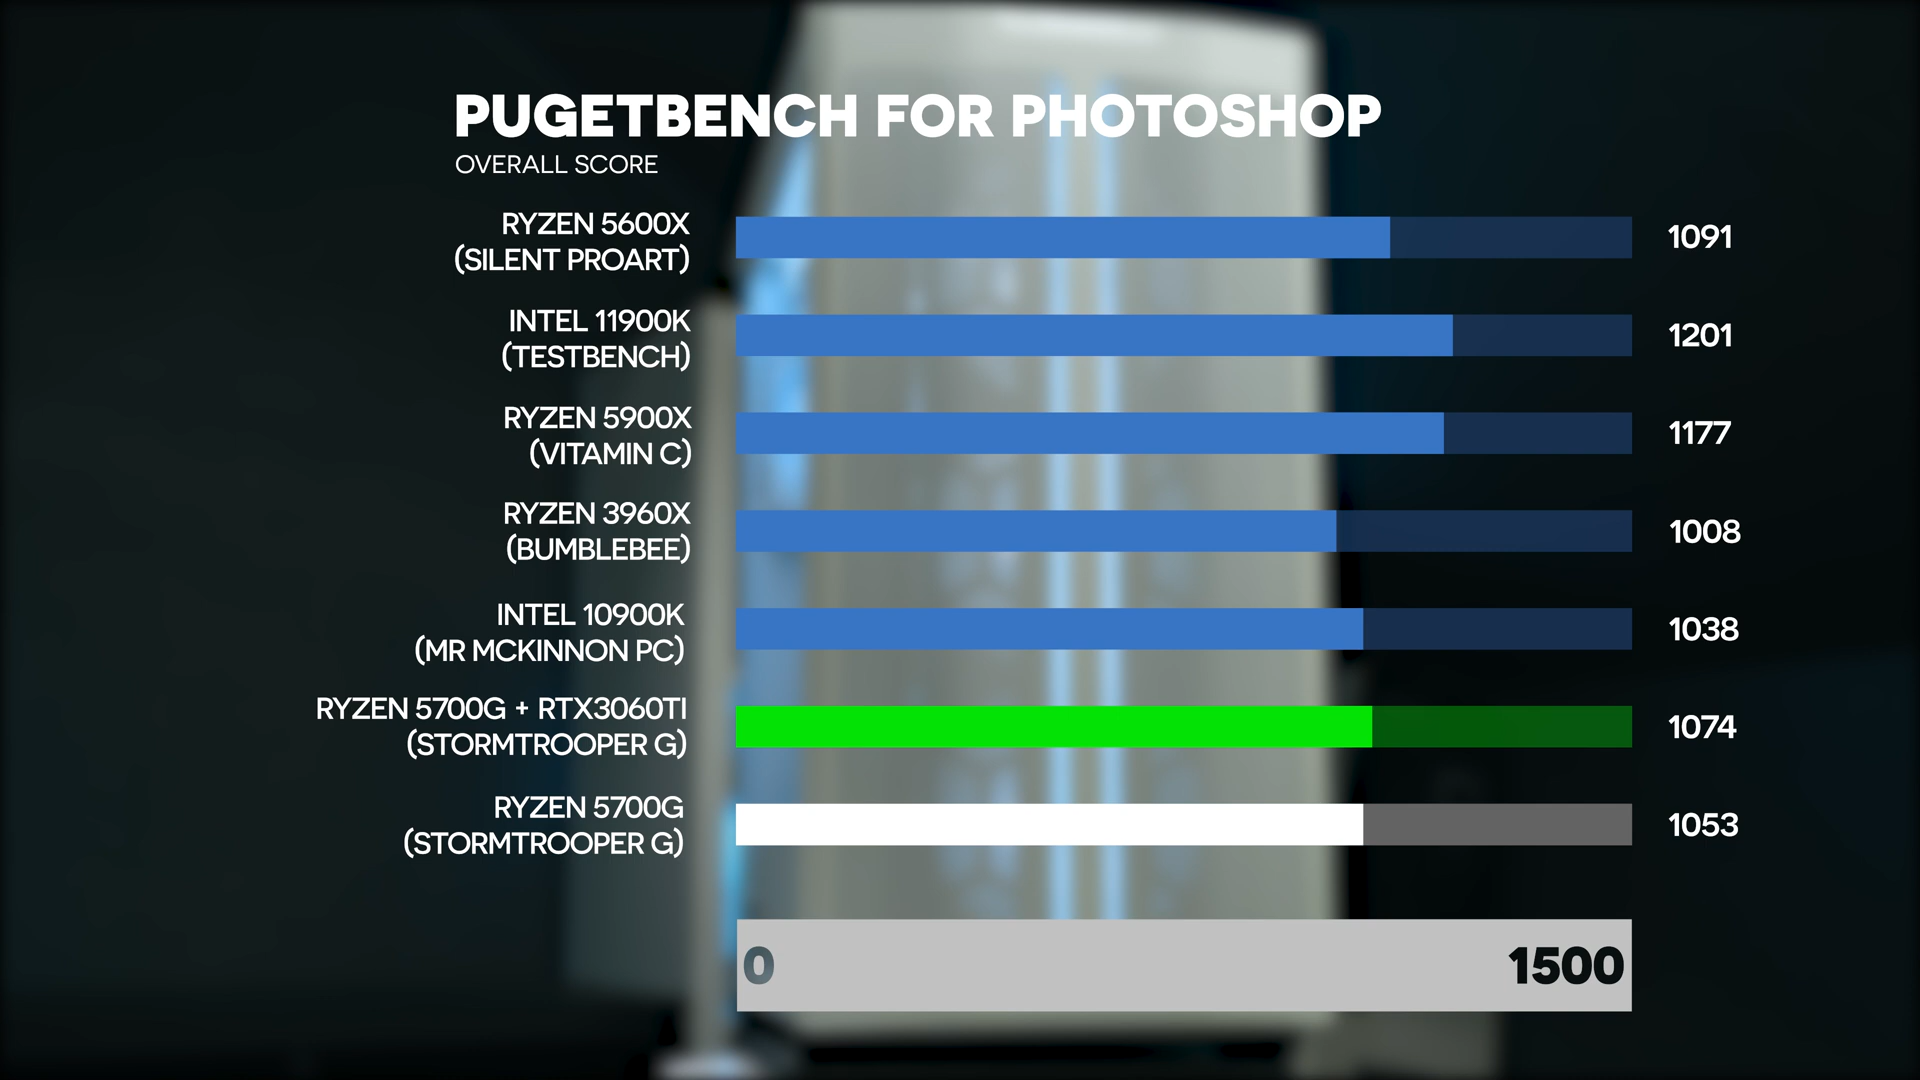 PUGETBENCH FOR PHOTOSHOP
OVERALL SCORE
RYZEN 5600X
(SILENT PROART)
1091
INTEL 11900K
(TESTBENCH)
1201
RYZEN 5900X
(VITAMIN C)
1177
RYZEN 3960X
(BUMBLEBEE)
1008
INTEL 10900K
(MR MCKINNON PC)
1038
RYZEN 5700G + RTX3060TI
(STORMTROOPER G)
1074
RYZEN 5700G
(STORMTROOPER G)
1053
0 1500